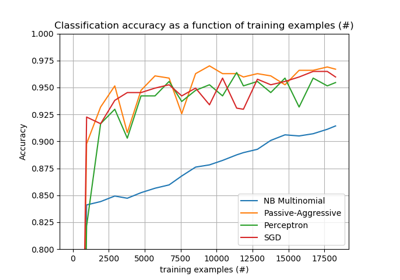 Classification accuracy as a function of training examples (#)
1.000
0.975
0.950
0.925
0.900
0.875
0.850
0.825
0.800
Accuracy
0 2500 5000 7500 10000 12500 15000 17500
training examples (#)
NB Multinomial
Passive-Aggressive
Perceptron
SGD